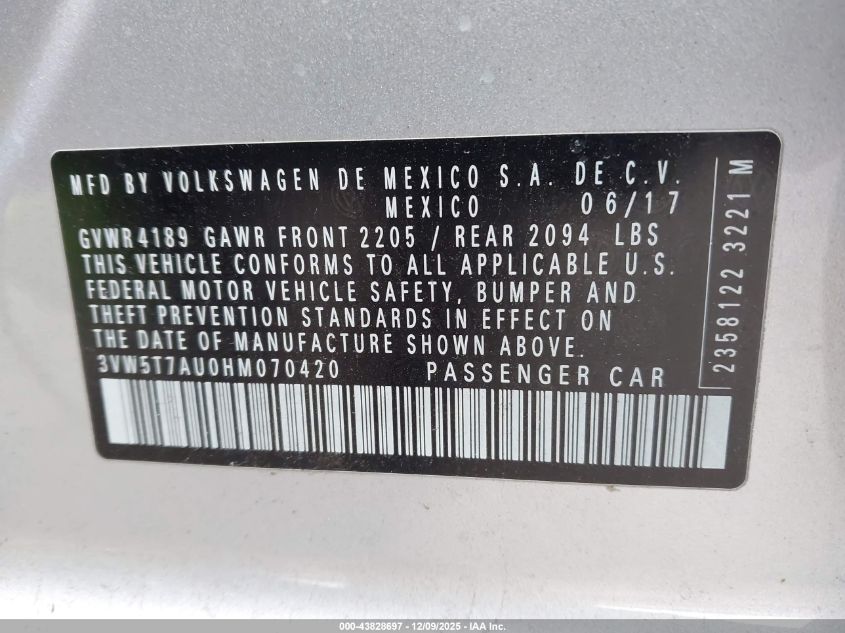 MFD BY VOLKSWAGEN DE MEXICO S.A. DE C.V.
MEXICO 06/17
GVWR 4189 GAWR FRONT 2205 / REAR 2094 LBS
THIS VEHICLE CONFORMS TO ALL APPLICABLE U.S.
FEDERAL MOTOR VEHICLE SAFETY, BUMPER AND
THEFT PREVENTION STANDARDS IN EFFECT ON
THE DATE OF MANUFACTURE SHOWN ABOVE.
3VW5T7AU0HM070420 PASSENGER CAR
2358122 3221 M
000-43828697 - 12/09/2025 - IAA Inc.